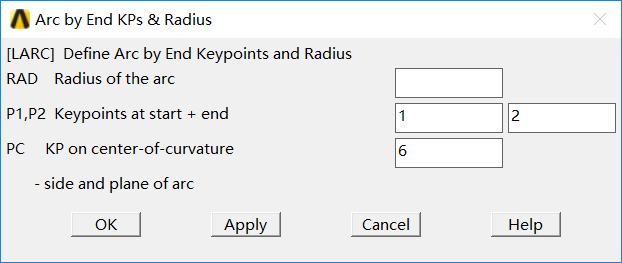 Arc by End KPs & Radius
[LARC] Define Arc by End Keypoints and Radius
RAD Radius of the arc
P1,P2 Keypoints at start + end 1 2
PC KP on center-of-curvature 6
- side and plane of arc
OK Apply Cancel Help